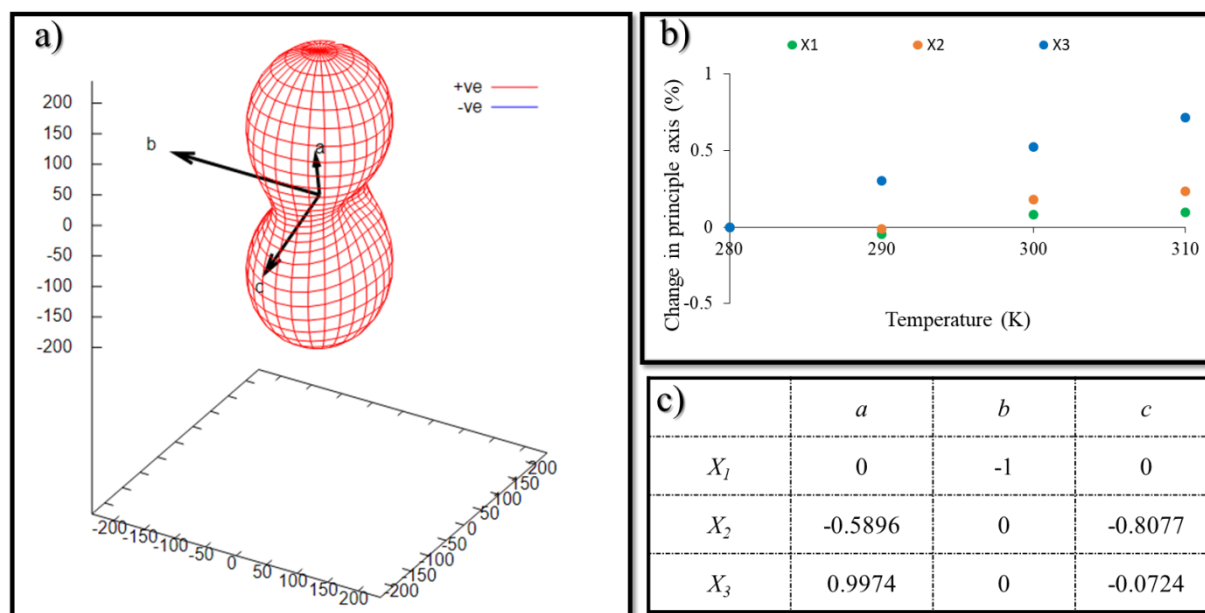 a)
+ve
-ve
200
150
100
50
0
-50
-100
-150
-200
b
a
c
-200
-150
-100
-50
0
50
100
150
200
-200
-150
-100
-50
0
50
100
150
200
b)
X1 X2 X3
Change in principle axis (%)
1
0.5
0
-0.5
280 290 300 310
Temperature (K)
c)
a b c
X1 0 -1 0
X2 -0.5896 0 -0.8077
X3 0.9974 0 -0.0724